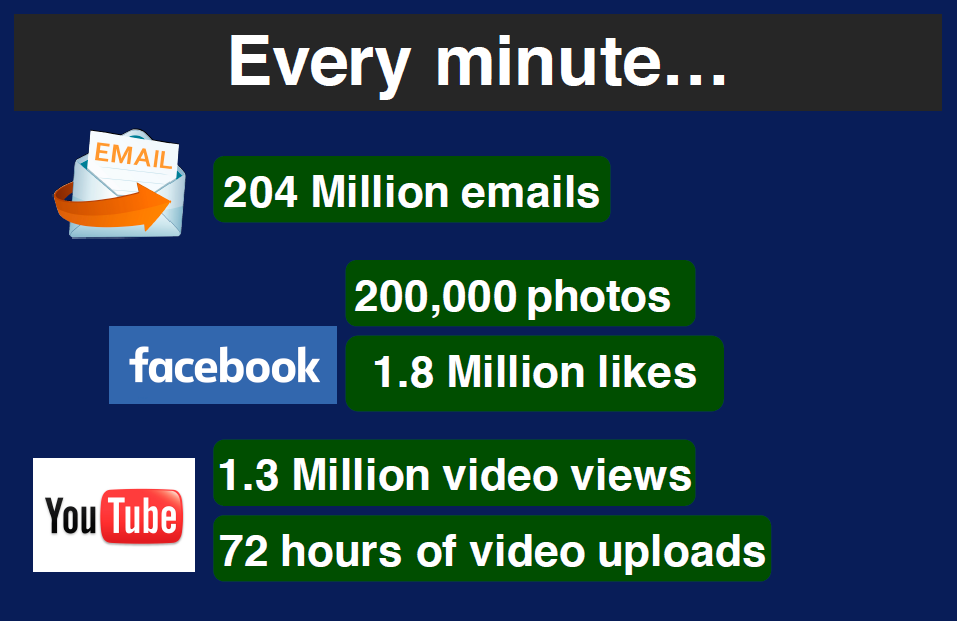 Every minute...
EMAIL
204 Million emails
200,000 photos
facebook
1.8 Million likes
1.3 Million video views
YouTube
72 hours of video uploads